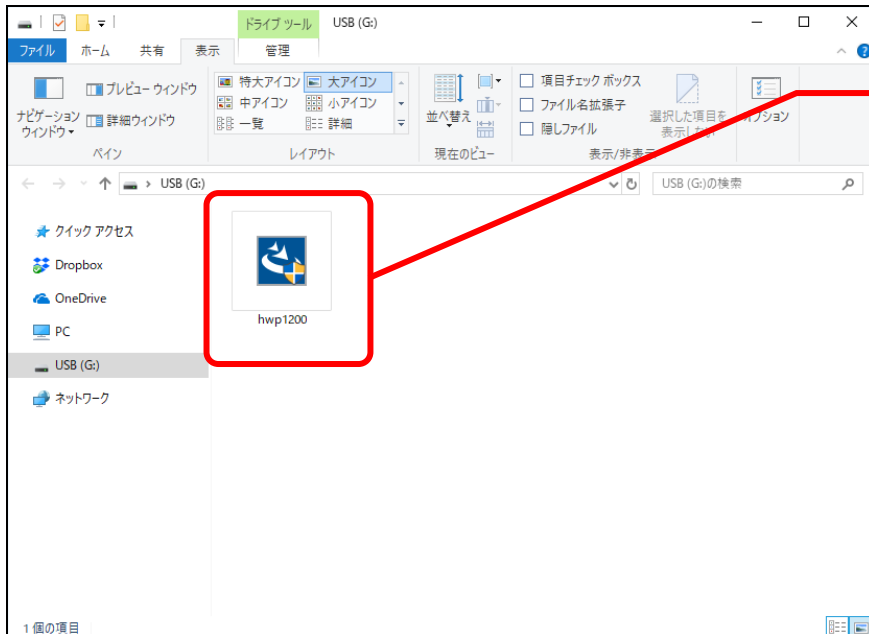 ドライブ ツール USB (G:)
ファイル ホーム 共有 表示 管理
ナビゲーション
ウィンドウ
プレビュー ウィンドウ
詳細ウィンドウ
ペイン
特大アイコン 大アイコン
中アイコン 小アイコン
一覧 詳細
レイアウト
並べ替え
現在のビュー
項目チェック ボックス
ファイル名拡張子
隠しファイル
選択した項目を
表示/非表示
USB (G:)
USB (G:)の検索
クイック アクセス
Dropbox
OneDrive
PC
USB (G:)
ネットワーク
hwp1200
1 個の項目